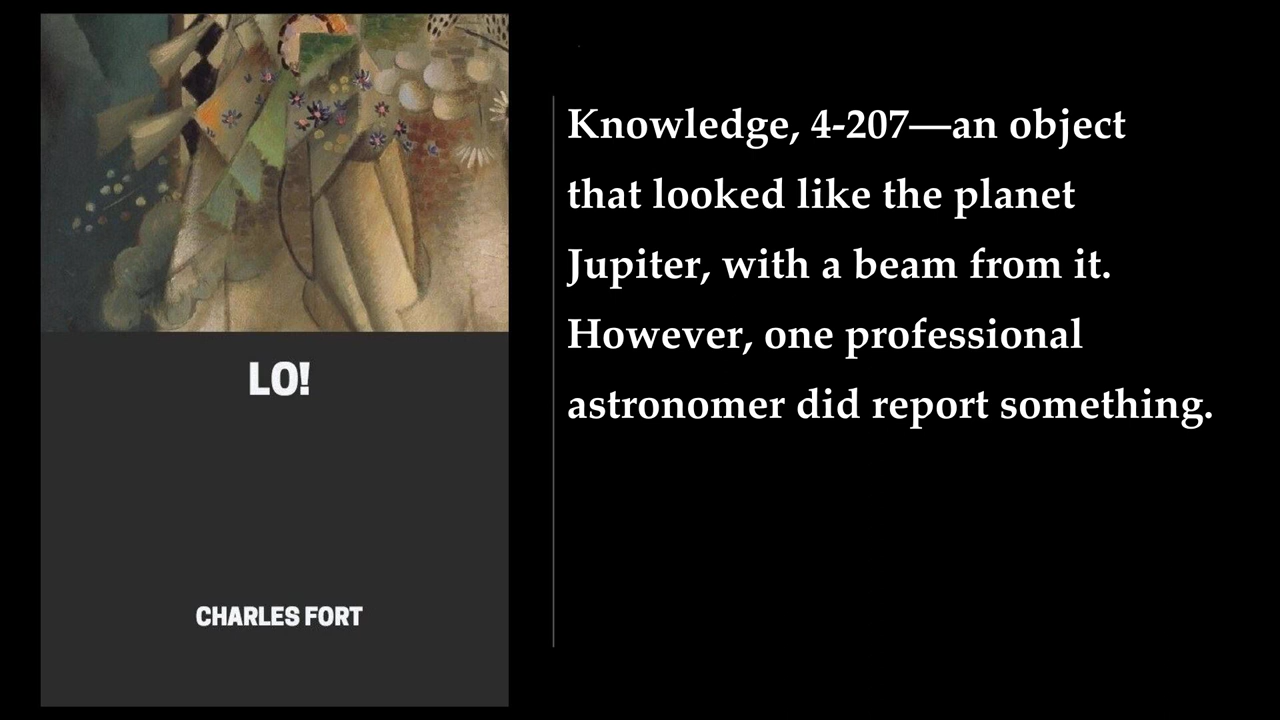 LO!
CHARLES FORT
Knowledge, 4-207—an object
that looked like the planet
Jupiter, with a beam from it.
However, one professional
astronomer did report something.